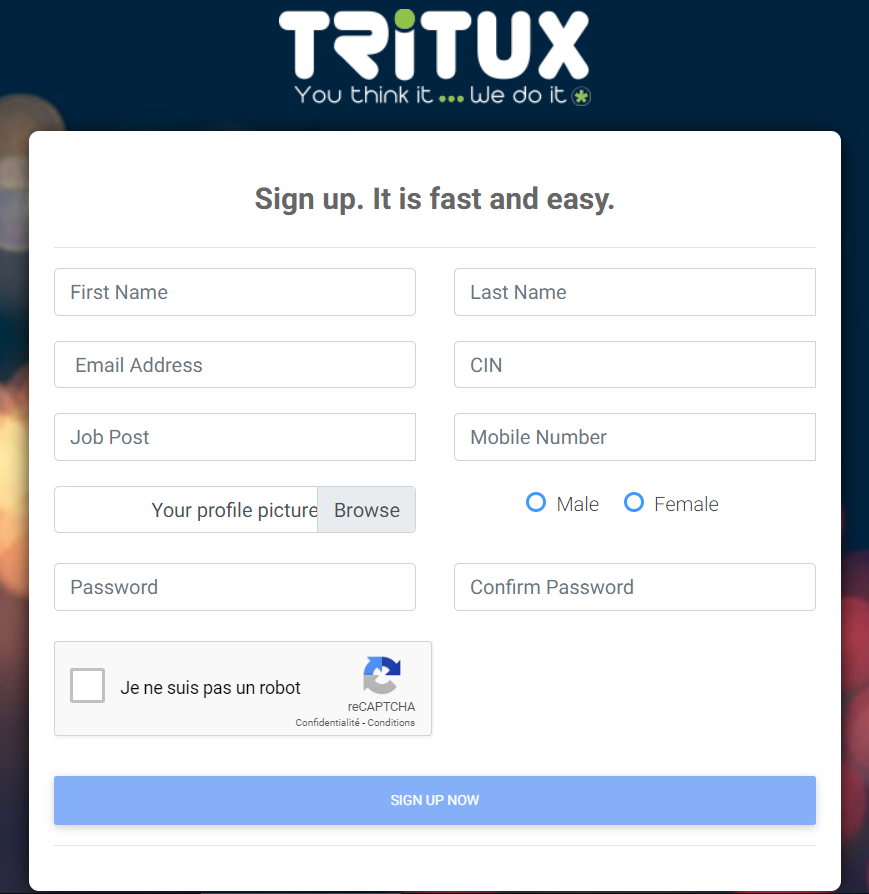 TRiTUX
You think it ... We do it *
Sign up. It is fast and easy.
First Name
Last Name
Email Address
CIN
Job Post
Mobile Number
Your profile picture
Browse
Male
Female
Password
Confirm Password
Je ne suis pas un robot
reCAPTCHA
Confidentialité - Conditions
SIGN UP NOW